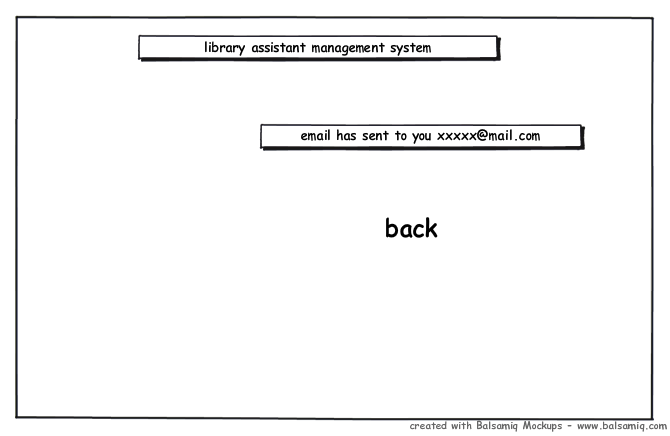 library assistant management system
email has sent to you xxxxx@mail.com
back
created with Balsamiq Mockups - www.balsamiq.com